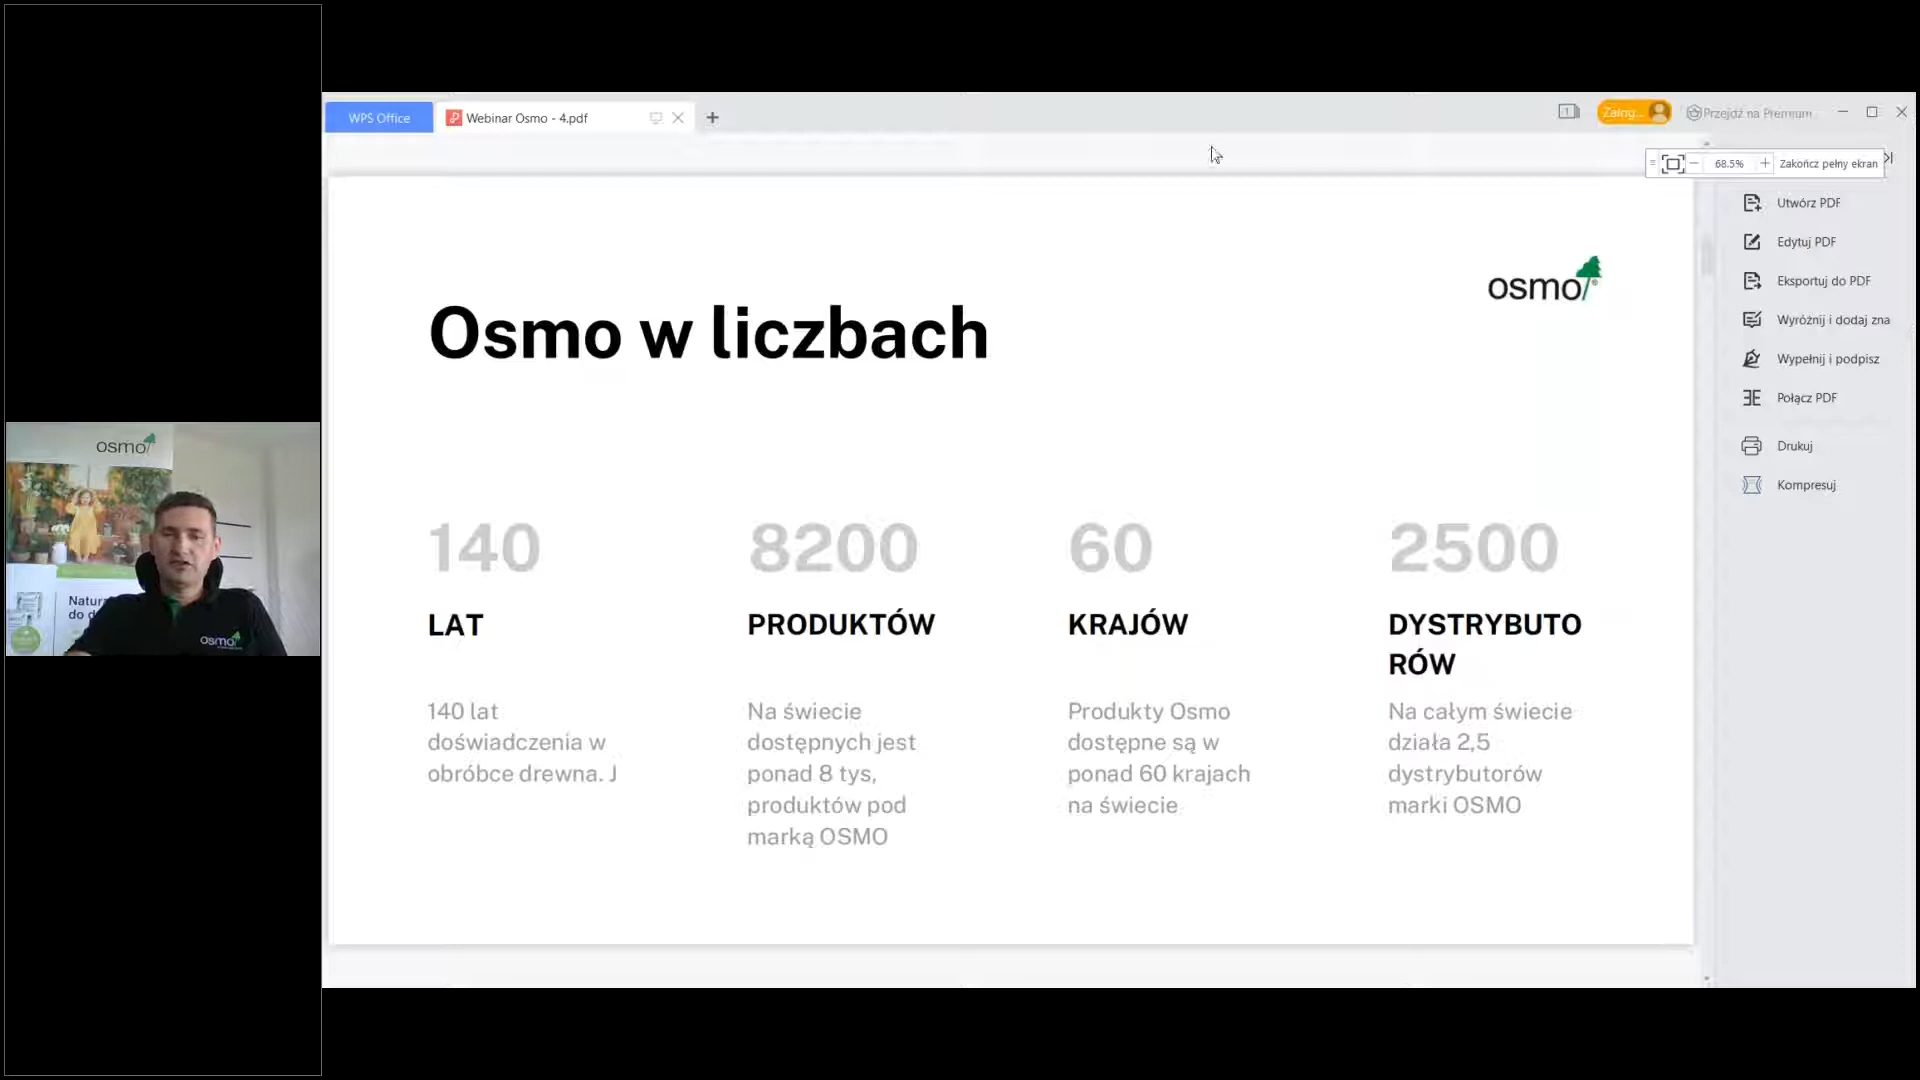 WPS Office
Webinar Osmo - 4.pdf
Zalog...
Przejdź na Premium
68.5%
Zakończ pełny ekran
Utwórz PDF
Edytuj PDF
Eksportuj do PDF
Wyróżnij i dodaj zna
Wypełnij i podpisz
Połącz PDF
Drukuj
Kompresuj
osmo
Osmo w liczbach
140
LAT
140 lat
doświadczenia w
obróbce drewna. J
8200
PRODUKTÓW
Na świecie
dostępnych jest
ponad 8 tys,
produktów pod
marką OSMO
60
KRAJÓW
Produkty Osmo
dostępne są w
ponad 60 krajach
na świecie
2500
DYSTRYBUTO
RÓW
Na całym świecie
działa 2,5
dystrybutorów
marki OSMO
osmo
Natur
do d
osmo